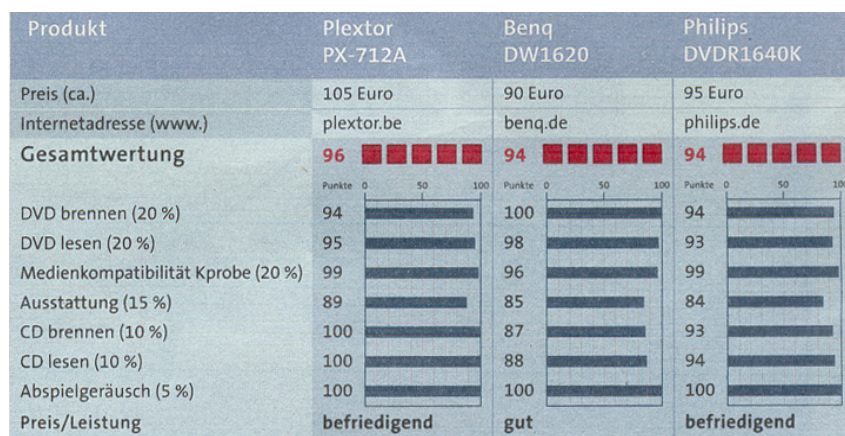 Produkt Plextor PX-712A Benq DW1620 Philips DVDR1640K
Preis (ca.) 105 Euro 90 Euro 95 Euro
Internetadresse (www.) plextor.be benq.de philips.de
Gesamtwertung 96 94 94
Punkte 0 50 100 Punkte 0 50 100 Punkte 0 50 100
DVD brennen (20 %) 94 100 94
DVD lesen (20 %) 95 98 93
Medienkompatibilität Kprobe (20 %) 99 96 99
Ausstattung (15 %) 89 85 84
CD brennen (10 %) 100 87 93
CD lesen (10 %) 100 88 94
Abspielgeräusch (5 %) 100 100 100
Preis/Leistung befriedigend gut befriedigend